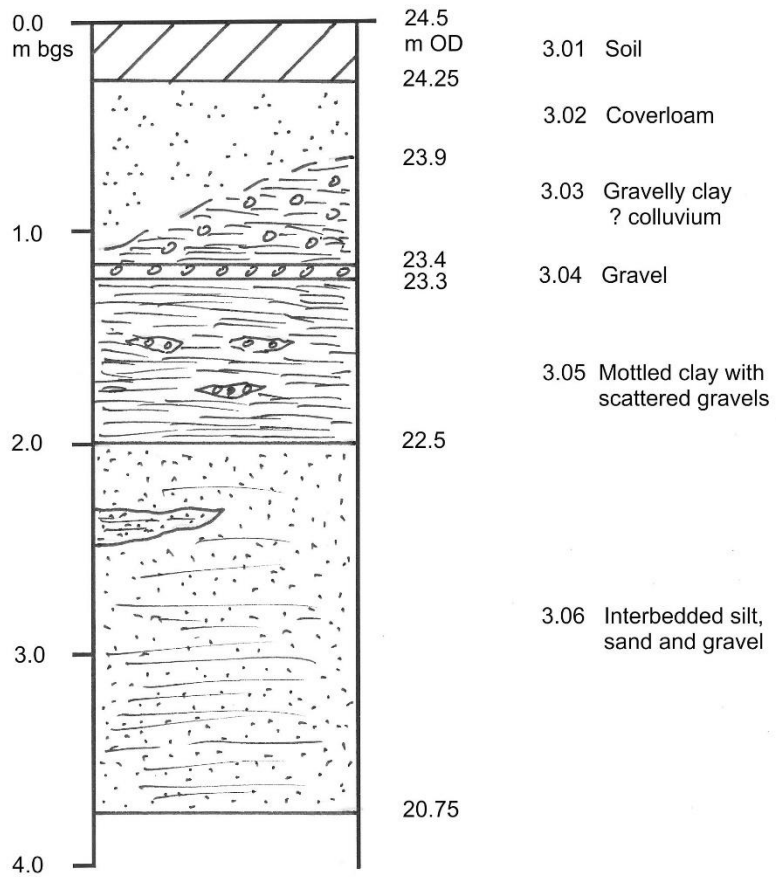 0.0
m bgs
1.0
2.0
3.0
4.0
24.5
m OD
24.25
23.9
23.4
23.3
22.5
20.75
3.01 Soil
3.02 Coverloam
3.03 Gravelly clay
? colluvium
3.04 Gravel
3.05 Mottled clay with
scattered gravels
3.06 Interbedded silt,
sand and gravel